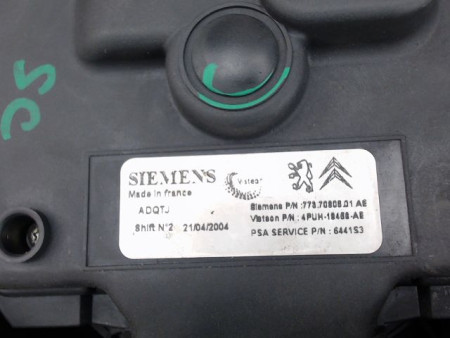 SIEMENS
Visteon
Made in france
ADQTJ
Shift N°2 21/04/2004
Siemens P/N : 773.70808.01 AE
Visteon P/N : 4PUH-18456-AE
PSA SERVICE P/N : 6441S3